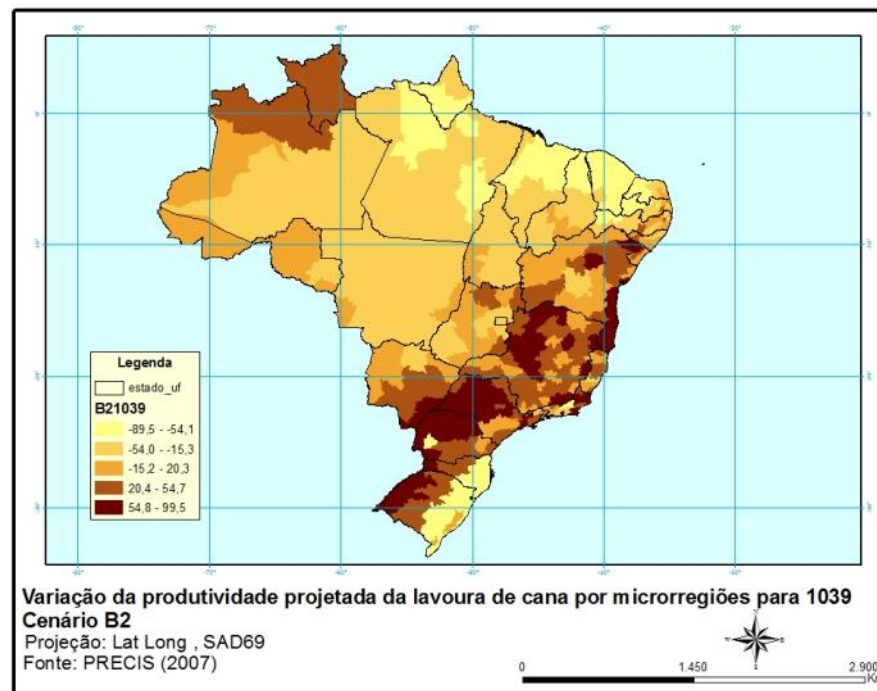 Legenda
estado_uf
B21039
-89,5 - -54,1
-54,0 - -15,3
-15,2 - 20,3
20,4 - 54,7
54,8 - 99,5
Variação da produtividade projetada da lavoura de cana por microrregiões para 1039
Cenário B2
Projeção: Lat Long , SAD69
Fonte: PRECIS (2007)
0 1.450 2.900